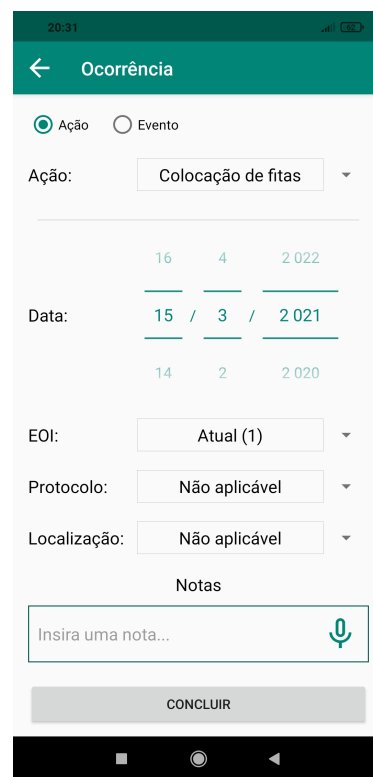 20:31 62
Ocorrência
Ação Evento
Ação: Colocação de fitas
16 4 2 022
Data: 15 / 3 / 2 021
14 2 2 020
EOI: Atual (1)
Protocolo: Não aplicável
Localização: Não aplicável
Notas
Insira uma nota...
CONCLUIR